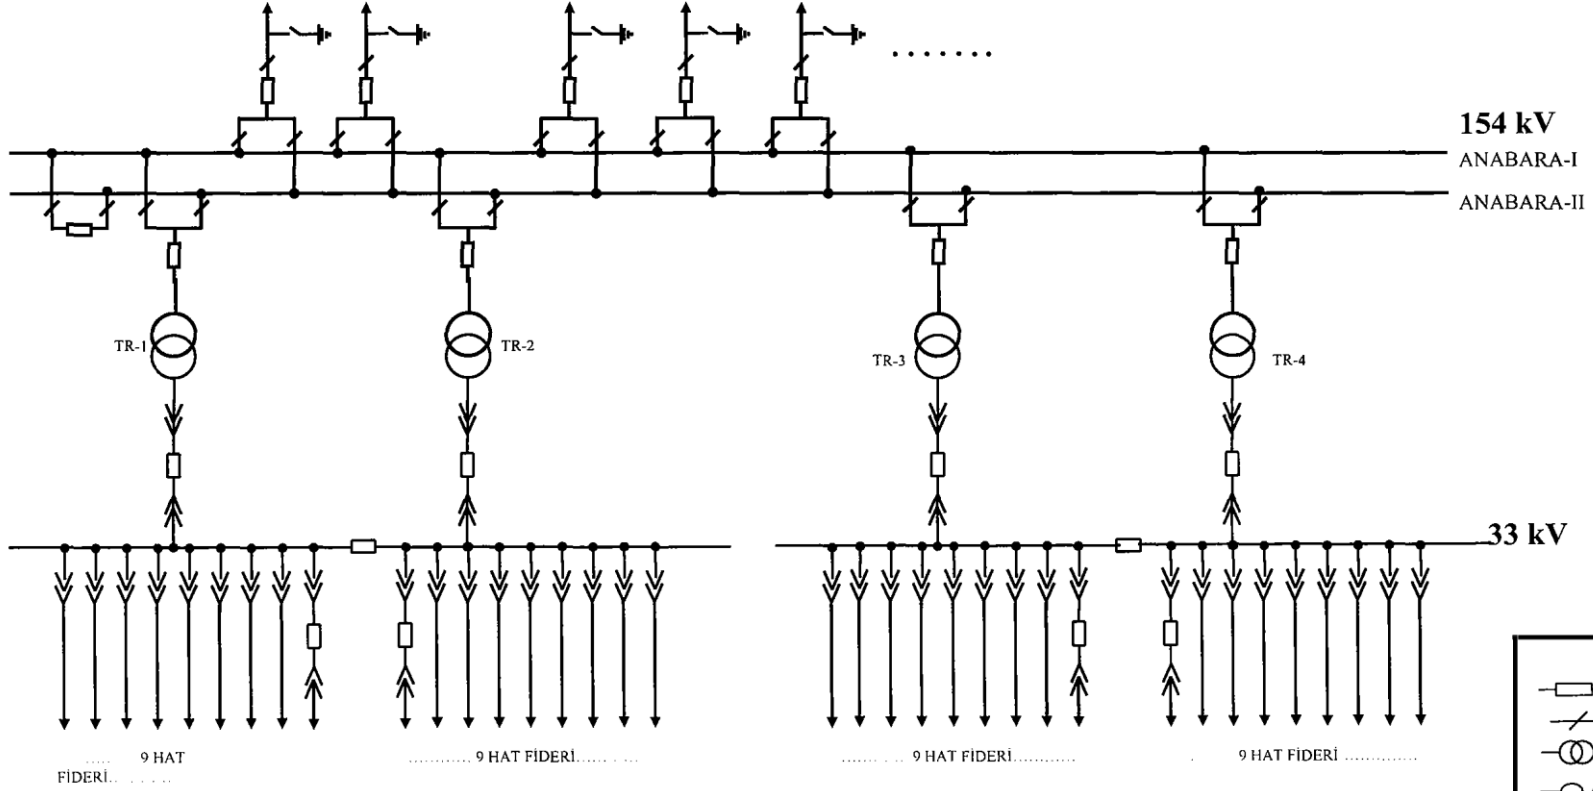 154 kV
ANABARA-I
ANABARA-II
TR-1
TR-2
TR-3
TR-4
33 kV
..... 9 HAT
FİDERİ.. . . . ..
............ 9 HAT FİDERİ...... . ...
....... . .. 9 HAT FİDERİ............
. 9 HAT FİDERİ .............